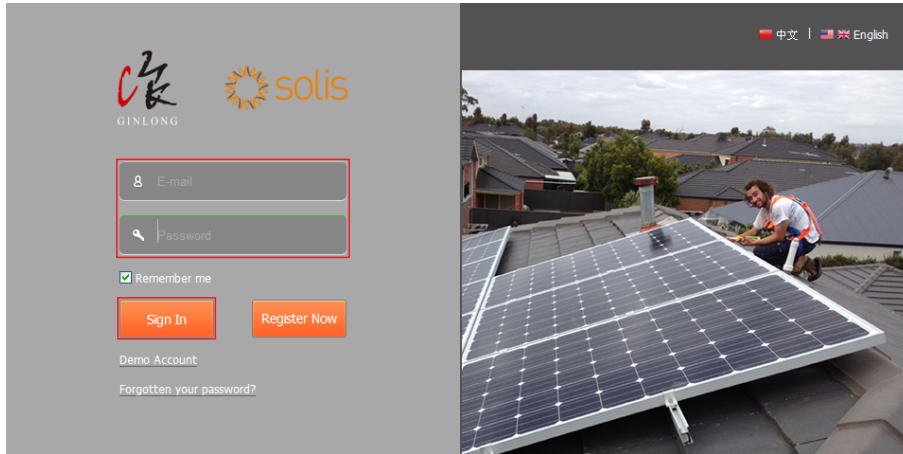 中文 | English
GINLONG
solis
E-mail
Password
Remember me
Sign In
Register Now
Demo Account
Forgotten your password?